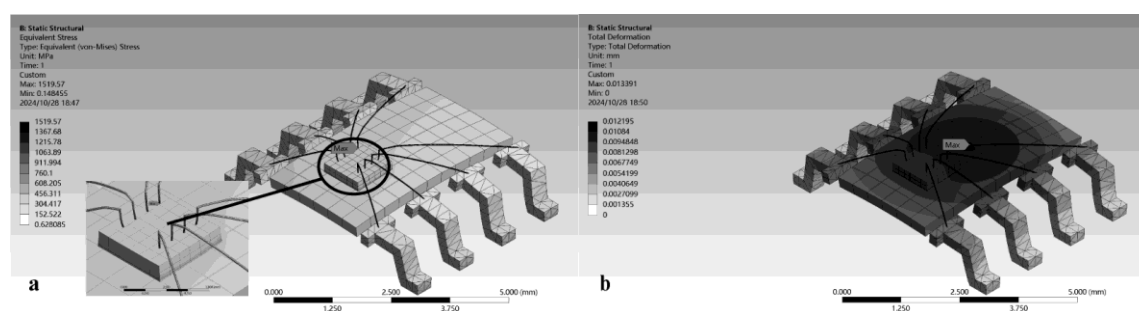 B: Static Structural
Equivalent Stress
Type: Equivalent (von-Mises) Stress
Unit: MPa
Time: 1
Custom
Max: 1519.57
Min: 0.148455
2024/10/28 18:47
1519.57
1367.68
1215.78
1063.89
911.994
760.1
608.205
456.311
304.417
152.522
0.628085
Max
a
0.000
2.500
5.000 (mm)
1.250
3.750
B: Static Structural
Total Deformation
Type: Total Deformation
Unit: mm
Time: 1
Custom
Max: 0.013391
Min: 0
2024/10/28 18:50
0.012195
0.01084
0.0094848
0.0081298
0.0067749
0.0054199
0.0040649
0.0027099
0.001355
0
Max
b
0.000
2.500
5.000 (mm)
1.250
3.750